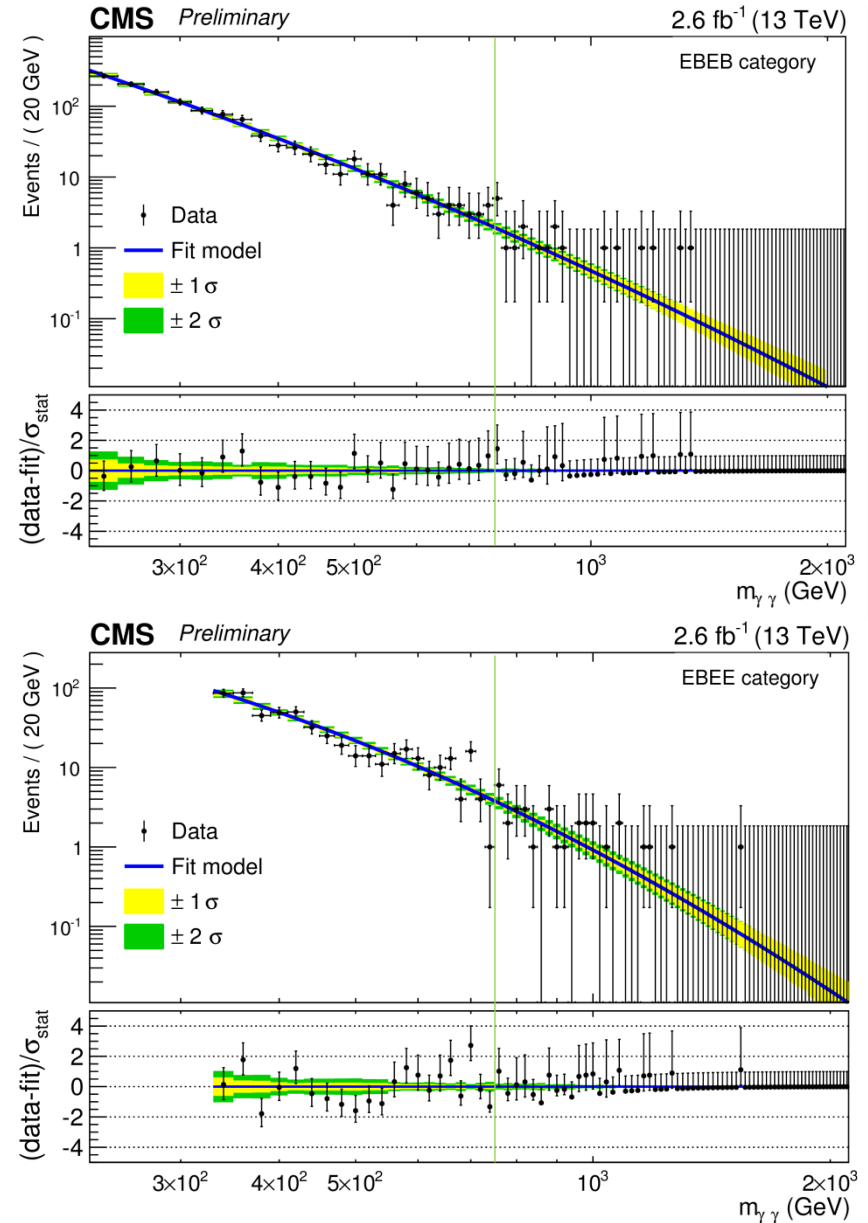 CMS Preliminary 2.6 fb⁻¹ (13 TeV)
EBEB category
Events / ( 20 GeV )
10²
10
1
10⁻¹
Data
Fit model
± 1 σ
± 2 σ
(data-fit)/σstat
4
2
0
-2
-4
3×10² 4×10² 5×10² 10³ 2×10³
mγγ (GeV)
CMS Preliminary 2.6 fb⁻¹ (13 TeV)
EBEE category
Events / ( 20 GeV )
10²
10
1
10⁻¹
Data
Fit model
± 1 σ
± 2 σ
(data-fit)/σstat
4
2
0
-2
-4
3×10² 4×10² 5×10² 10³ 2×10³
mγγ (GeV)